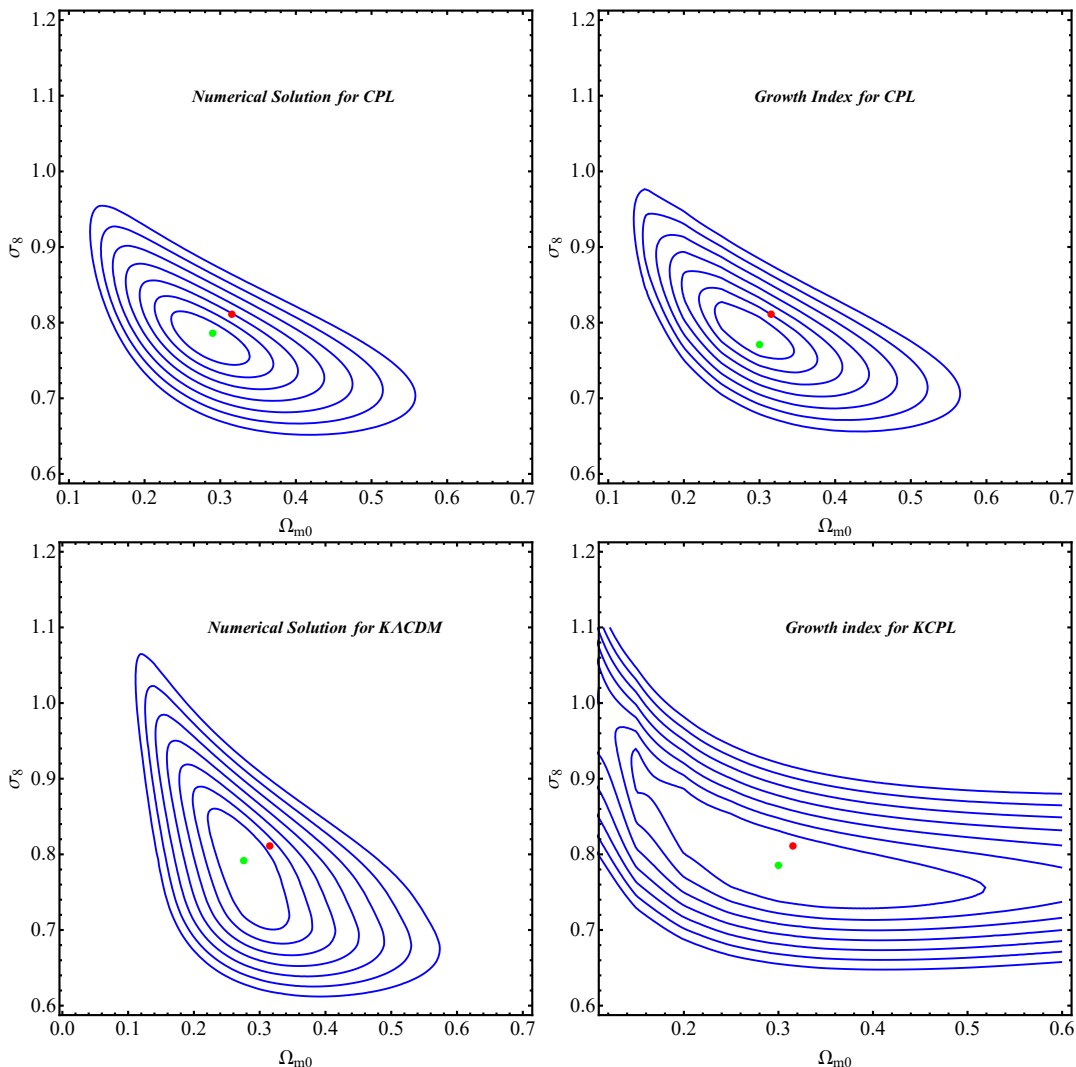 1.2
1.1
1.0
0.9
0.8
0.7
0.6
σ8
Numerical Solution for CPL
0.1 0.2 0.3 0.4 0.5 0.6 0.7
Ωm0
1.2
1.1
1.0
0.9
0.8
0.7
0.6
σ8
Growth Index for CPL
0.1 0.2 0.3 0.4 0.5 0.6 0.7
Ωm0
1.2
1.1
1.0
0.9
0.8
0.7
0.6
σ8
Numerical Solution for KΛCDM
0.0 0.1 0.2 0.3 0.4 0.5 0.6 0.7
Ωm0
1.2
1.1
1.0
0.9
0.8
0.7
0.6
σ8
Growth index for KCPL
0.2 0.3 0.4 0.5 0.6
Ωm0